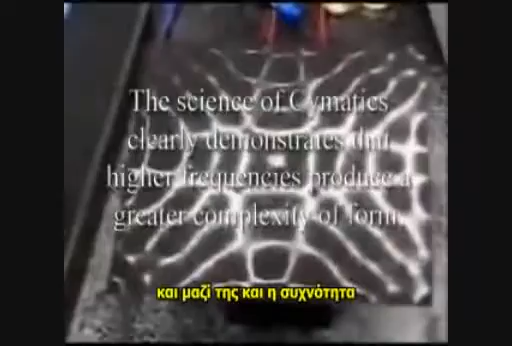 The science of Cymatics
clearly demonstrates that
higher frequencies produce a
greater complexity of form.
και μαζί της και η συχνότητα